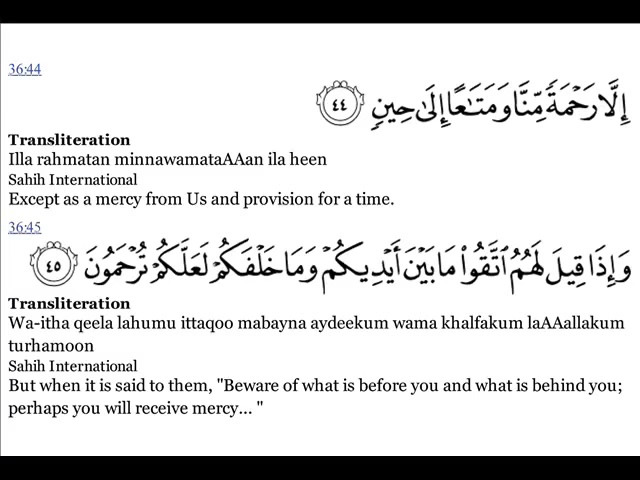 36:44
إِلَّا رَحْمَةً مِّنَّا وَمَتَـٰعًا إِلَىٰ حِينٍ ٤٤
Transliteration
Illa rahmatan minnawamataAAan ila heen
Sahih International
Except as a mercy from Us and provision for a time.
36:45
وَإِذَا قِيلَ لَهُمُ ٱتَّقُوا۟ مَا بَيْنَ أَيْدِيكُمْ وَمَا خَلْفَكُمْ لَعَلَّكُمْ تُرْحَمُونَ ٤٥
Transliteration
Wa-itha qeela lahumu ittaqoo mabayna aydeekum wama khalfakum laAAallakum
turhamoon
Sahih International
But when it is said to them, "Beware of what is before you and what is behind you;
perhaps you will receive mercy... "